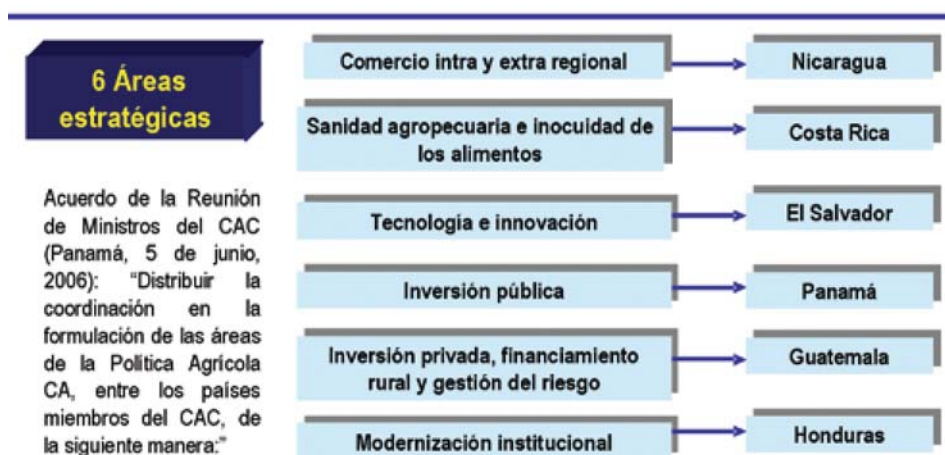 6 Áreas
estratégicas
Acuerdo de la Reunión
de Ministros del CAC
(Panamá, 5 de junio,
2006): “Distribuir la
coordinación en la
formulación de las áreas
de la Política Agrícola
CA, entre los países
miembros del CAC, de
la siguiente manera:”
Comercio intra y extra regional
Nicaragua
Sanidad agropecuaria e inocuidad de
los alimentos
Costa Rica
Tecnología e innovación
El Salvador
Inversión pública
Panamá
Inversión privada, financiamiento
rural y gestión del riesgo
Guatemala
Modernización institucional
Honduras